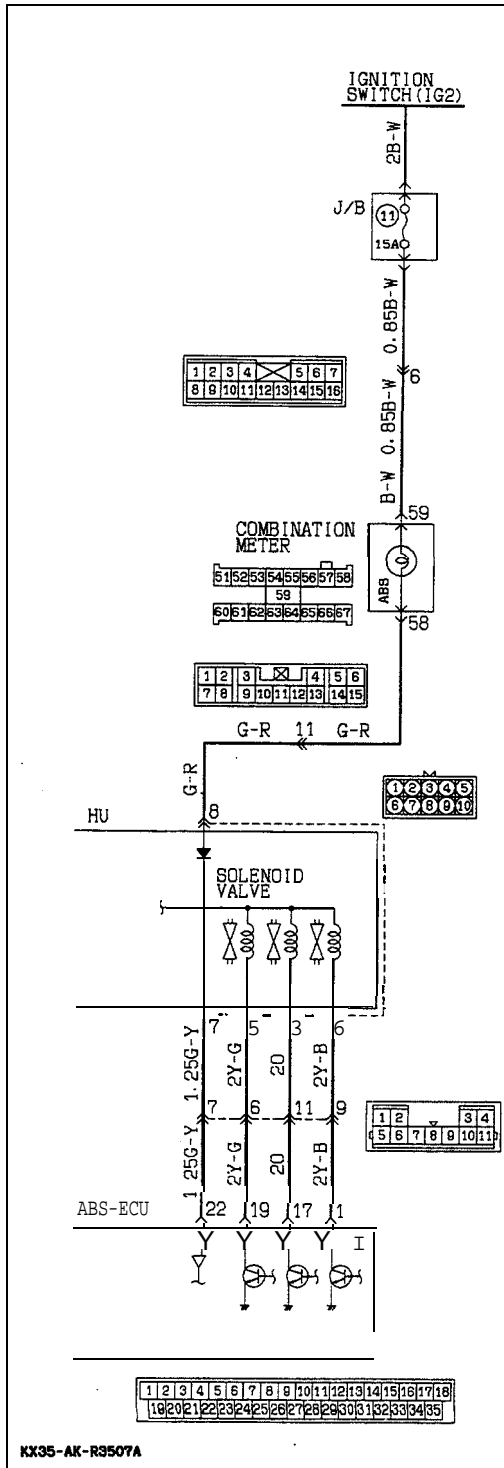 IGNITION
SWITCH(IG2)
2B-W
J/B
11
15A
0.85B-W
1 2 3 4 5 6 7
8 9 10 11 12 13 14 15 16
6
0.85B-W
B-W
59
COMBINATION
METER
51 52 53 54 55 56 57 58
59
60 61 62 63 64 65 66 67
ABS
58
1 2 3 4 5 6
7 8 9 10 11 12 13 14 15
G-R 11 G-R
G-R
1 2 3 4 5
6 7 8 9 10
8
HU
SOLENOID
VALVE
7 5 3 6
1.25G-Y 2Y-G 20 2Y-B
7 6 11 9
1 2 3 4
5 6 7 8 9 10 11
1 25G-Y 2Y-G 20 2Y-B
ABS-ECU 22 19 17 1
I
1 2 3 4 5 6 7 8 9 10 11 12 13 14 15 16 17 18
19 20 21 22 23 24 25 26 27 28 29 30 31 32 33 34 35
KX35-AK-R3507A